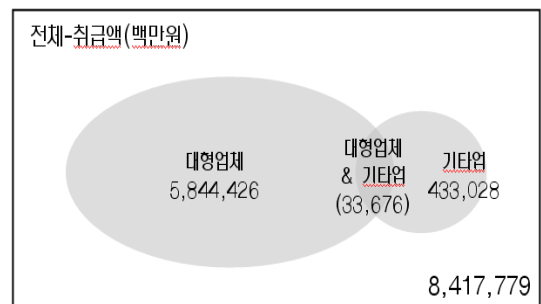 전체-취급액(백만원)
대형업체
5,844,426
대형업체
& 기타업
(33,676)
기타업
433,028
8,417,779